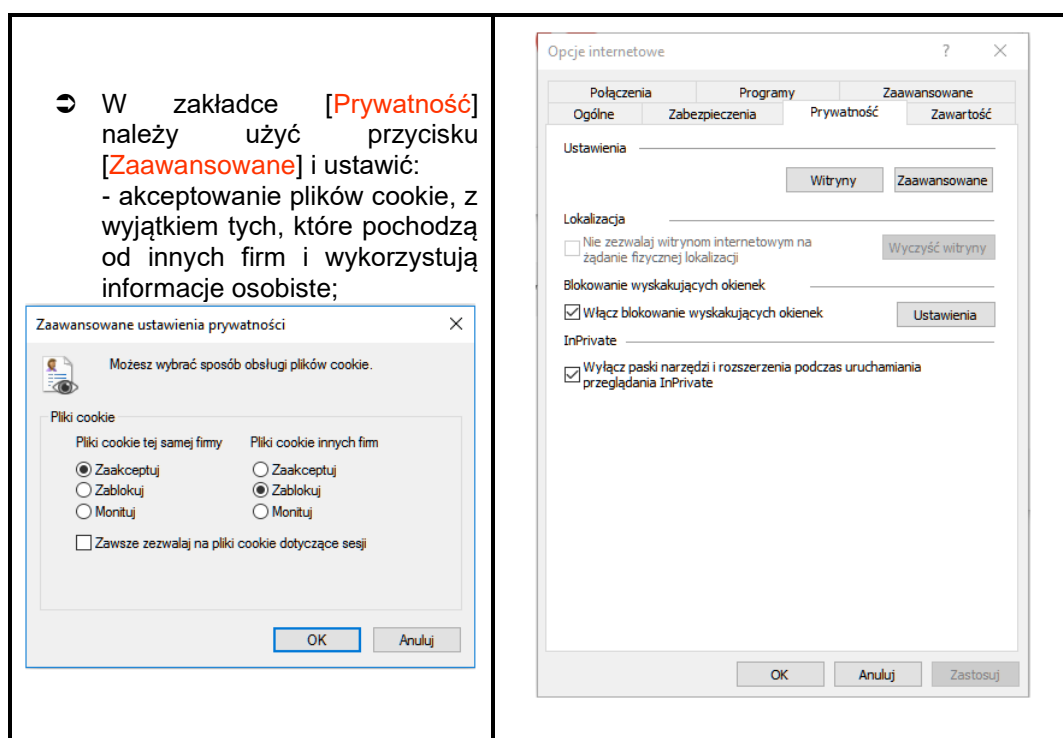 ➲ W zakładce [Prywatność]
należy użyć przycisku
[Zaawansowane] i ustawić:
- akceptowanie plików cookie, z
wyjątkiem tych, które pochodzą
od innych firm i wykorzystują
informacje osobiste;
Zaawansowane ustawienia prywatności
Możesz wybrać sposób obsługi plików cookie.
Pliki cookie
Pliki cookie tej samej firmy Pliki cookie innych firm
Zaakceptuj Zaakceptuj
Zablokuj Zablokuj
Monituj Monituj
Zawsze zezwalaj na pliki cookie dotyczące sesji
OK Anuluj
Opcje internetowe ?
Połączenia Programy Zaawansowane
Ogólne Zabezpieczenia Prywatność Zawartość
Ustawienia
Witryny Zaawansowane
Lokalizacja
Nie zezwalaj witrynom internetowym na
żądanie fizycznej lokalizacji
Wyczyść witryny
Blokowanie wyskakujących okienek
Włącz blokowanie wyskakujących okienek Ustawienia
InPrivate
Wyłącz paski narzędzi i rozszerzenia podczas uruchamiania
przeglądania InPrivate
OK Anuluj Zastosuj